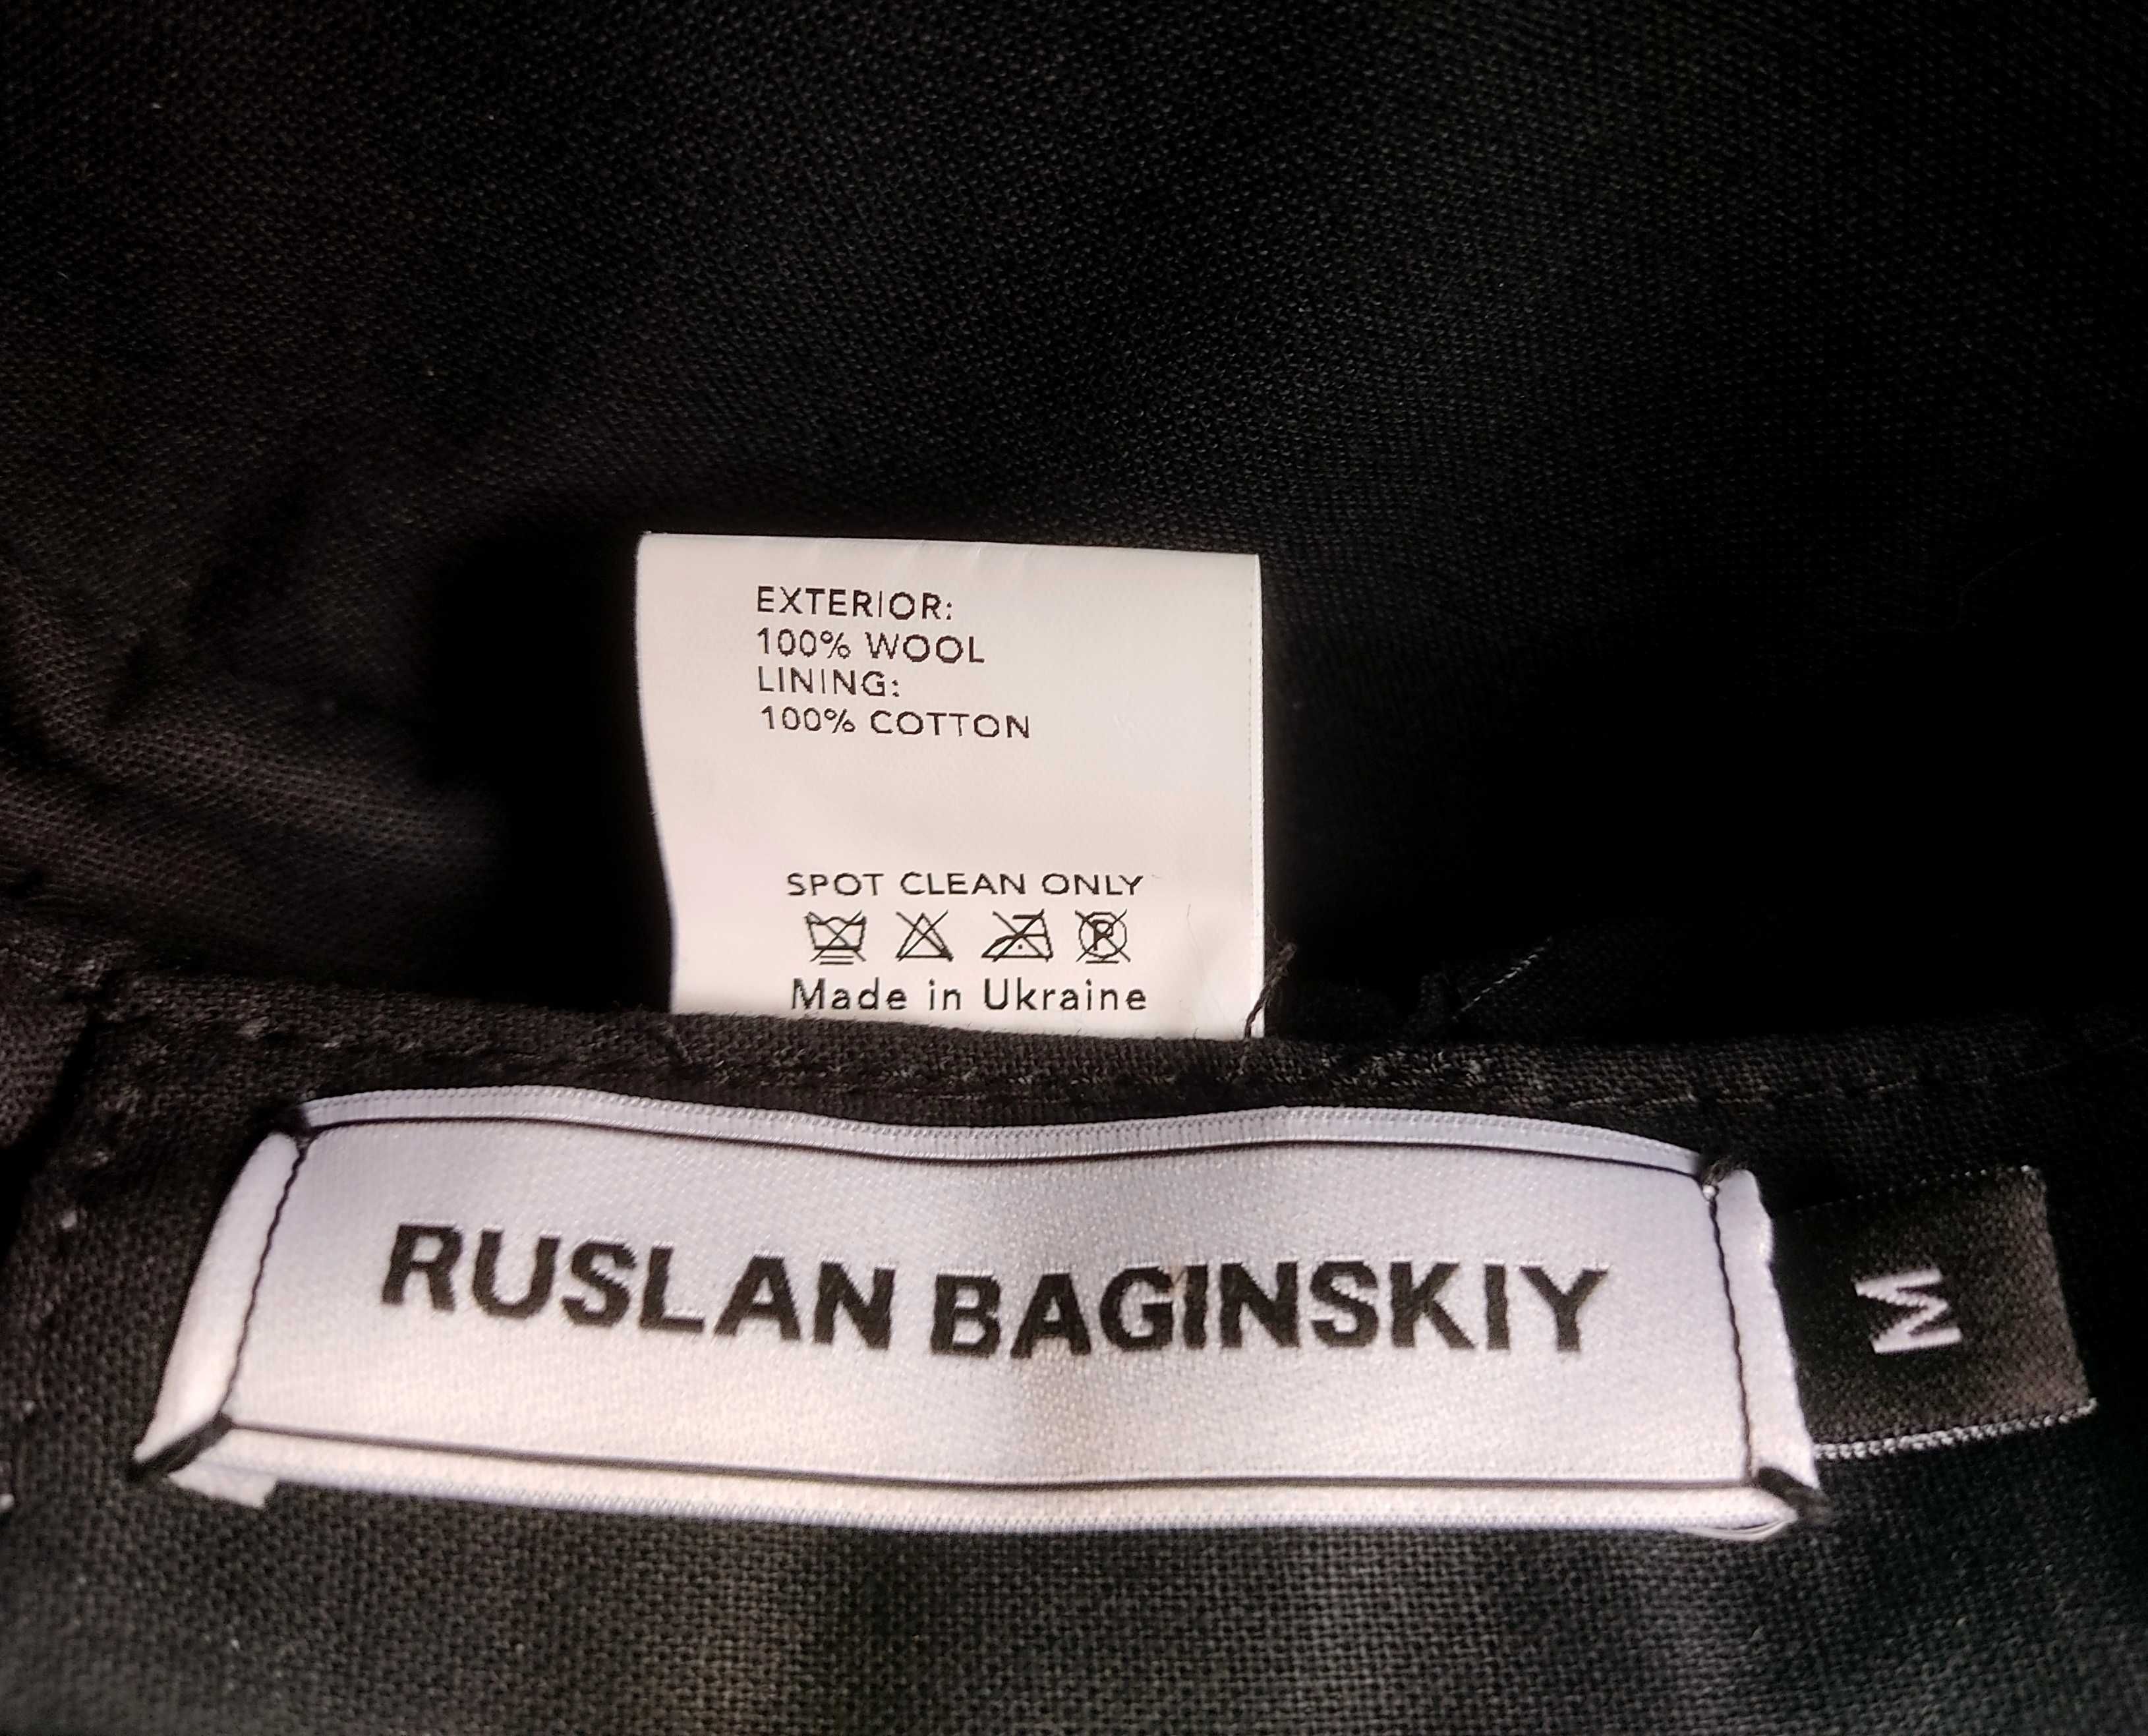 EXTERIOR:
100% WOOL
LINING:
100% COTTON
SPOT CLEAN ONLY
Made in Ukraine
RUSLAN BAGINSKIY
M